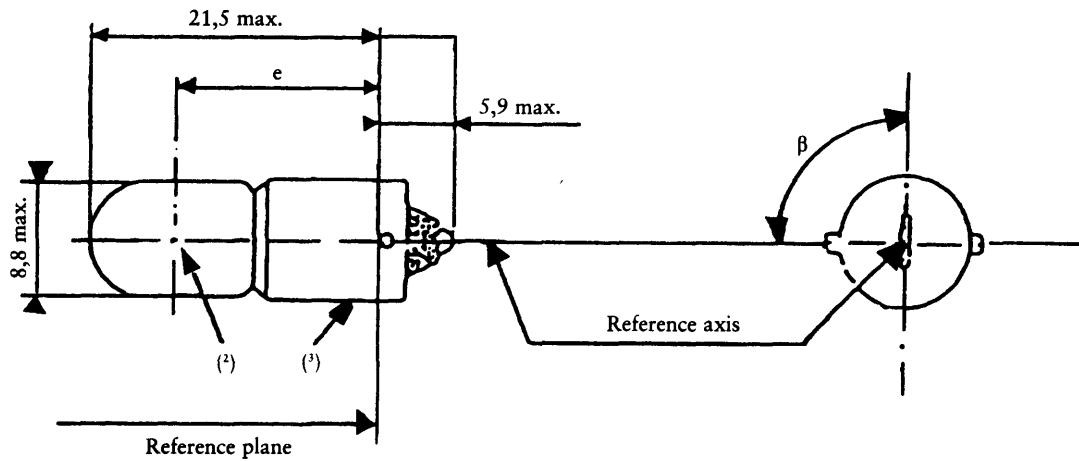 21,5 max.
e
5,9 max.
β
8,8 max.
Reference axis
(²)
(³)
Reference plane